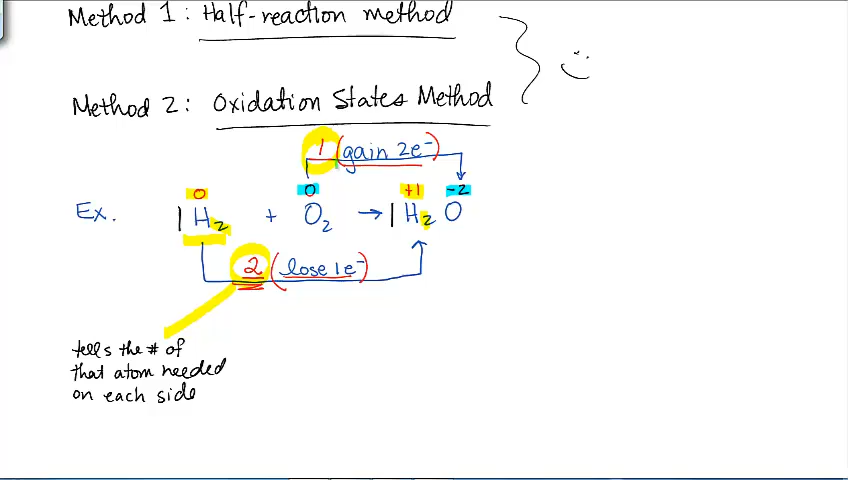 Method 1: Half-reaction method
Method 2: Oxidation States Method
1 (gain 2e⁻)
0 0 +1 -2
Ex. 1 H₂ + O₂ → 1 H₂ O
2 (lose 1e⁻)
tells the # of
that atom needed
on each side